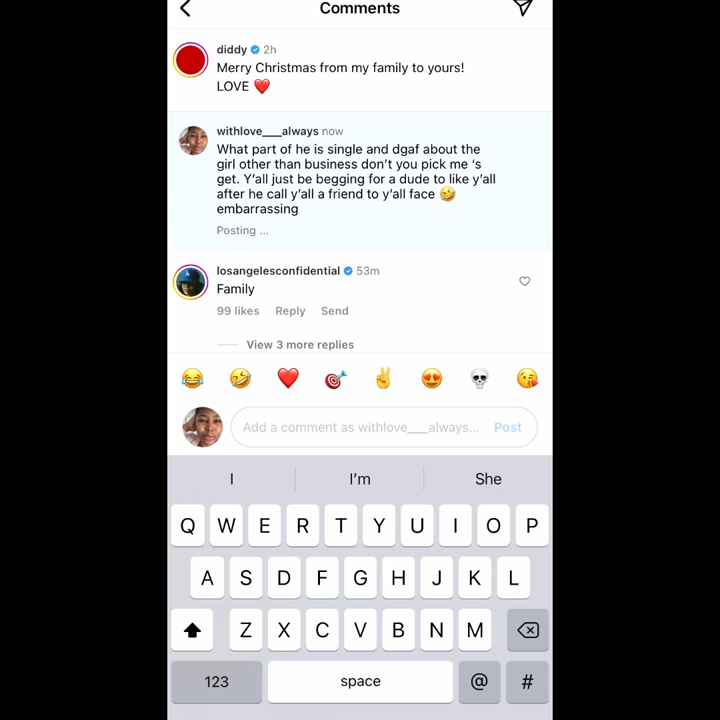 Comments
diddy 2h
Merry Christmas from my family to yours!
LOVE ❤️
withlove___always now
What part of he is single and dgaf about the
girl other than business don’t you pick me ‘s
get. Y’all just be begging for a dude to like y’all
after he call y’all a friend to y’all face 🤣
embarrassing
Posting ...
losangelesconfidential 53m
Family
99 likes Reply Send
View 3 more replies
😂 🤣 ❤️ 🎯 ✌️ 😍 💀 😘
Add a comment as withlove___always... Post
I I’m She
Q W E R T Y U I O P
A S D F G H J K L
Z X C V B N M
123 space @ #